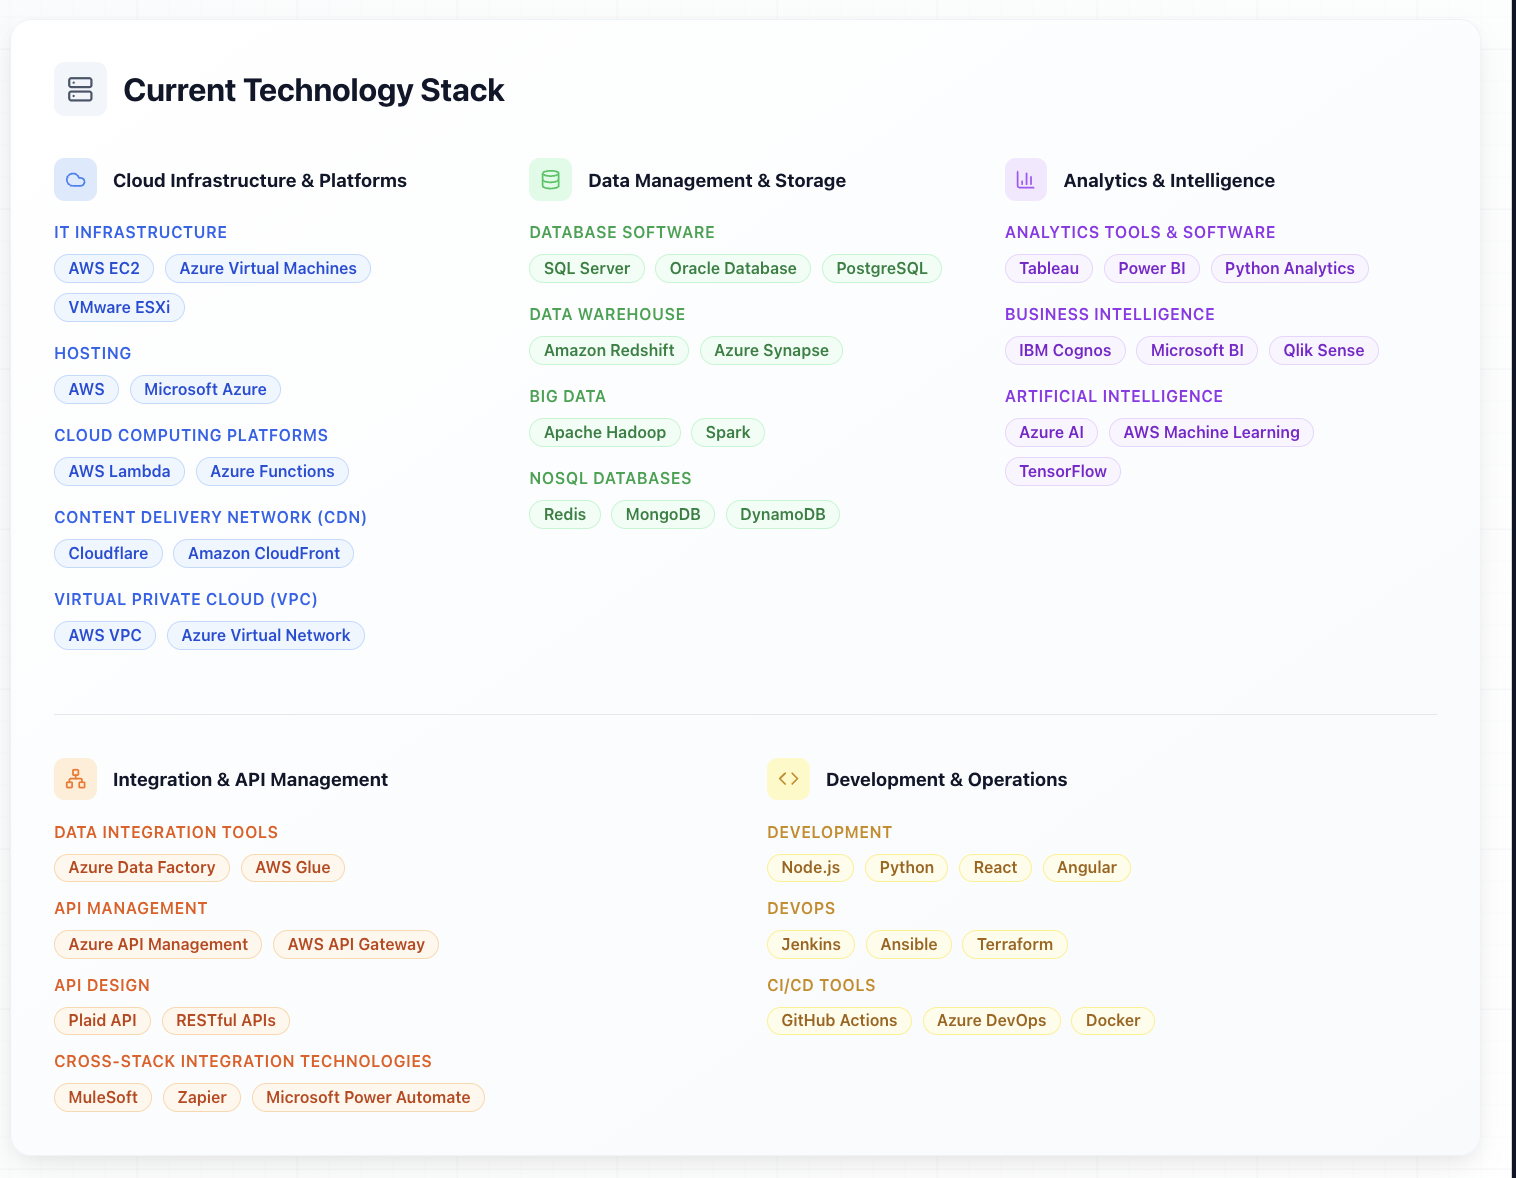 Current Technology Stack
Cloud Infrastructure & Platforms
IT INFRASTRUCTURE
AWS EC2 Azure Virtual Machines
VMware ESXi
HOSTING
AWS Microsoft Azure
CLOUD COMPUTING PLATFORMS
AWS Lambda Azure Functions
CONTENT DELIVERY NETWORK (CDN)
Cloudflare Amazon CloudFront
VIRTUAL PRIVATE CLOUD (VPC)
AWS VPC Azure Virtual Network
Data Management & Storage
DATABASE SOFTWARE
SQL Server Oracle Database PostgreSQL
DATA WAREHOUSE
Amazon Redshift Azure Synapse
BIG DATA
Apache Hadoop Spark
NOSQL DATABASES
Redis MongoDB DynamoDB
Analytics & Intelligence
ANALYTICS TOOLS & SOFTWARE
Tableau Power BI Python Analytics
BUSINESS INTELLIGENCE
IBM Cognos Microsoft BI Qlik Sense
ARTIFICIAL INTELLIGENCE
Azure AI AWS Machine Learning
TensorFlow
Integration & API Management
DATA INTEGRATION TOOLS
Azure Data Factory AWS Glue
API MANAGEMENT
Azure API Management AWS API Gateway
API DESIGN
Plaid API RESTful APIs
CROSS-STACK INTEGRATION TECHNOLOGIES
MuleSoft Zapier Microsoft Power Automate
Development & Operations
DEVELOPMENT
Node.js Python React Angular
DEVOPS
Jenkins Ansible Terraform
CI/CD TOOLS
GitHub Actions Azure DevOps Docker